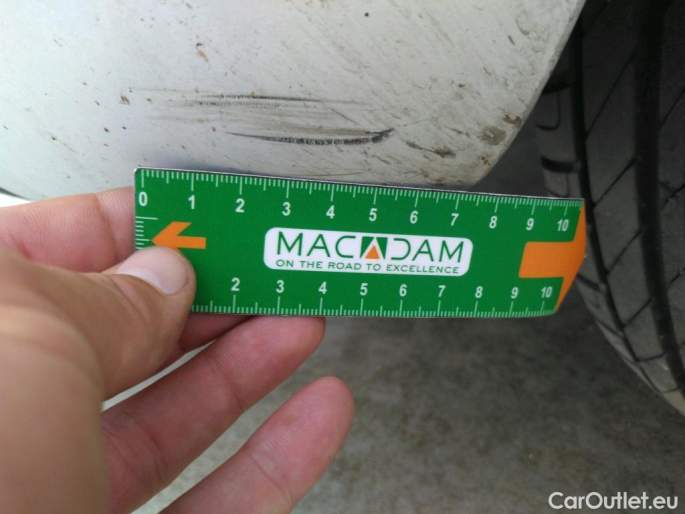 0 1 2 3 4 5 6 7 8 9 10
MACADAM
ON THE ROAD TO EXCELLENCE
2 3 4 5 6 7 8 9 10
CarOutlet.eu